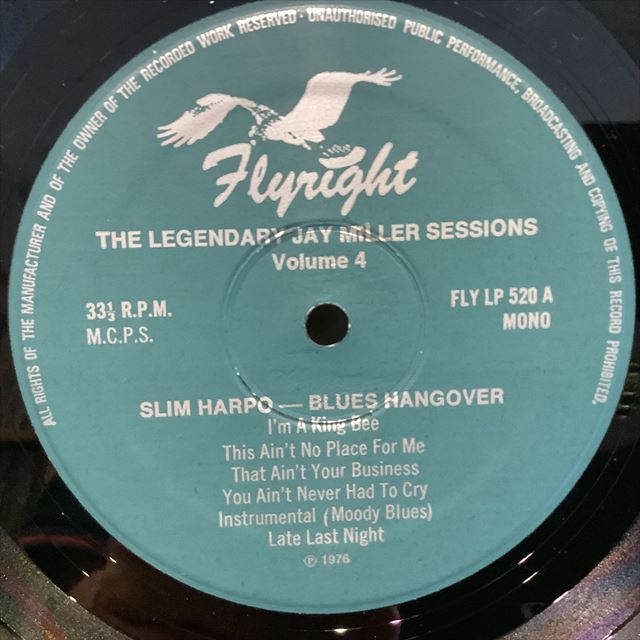 ALL RIGHTS OF THE MANUFACTURER AND OF THE OWNER OF THE RECORDED WORK RESERVED · UNAUTHORISED PUBLIC PERFORMANCE, BROADCASTING AND COPYING OF THIS RECORD PROHIBITED.
Flyright
THE LEGENDARY JAY MILLER SESSIONS
Volume 4
33⅓ R.P.M.
M.C.P.S.
FLY LP 520 A
MONO
SLIM HARPO — BLUES HANGOVER
I'm A King Bee
This Ain't No Place For Me
That Ain't Your Business
You Ain't Never Had To Cry
Instrumental (Moody Blues)
Late Last Night
℗ 1976